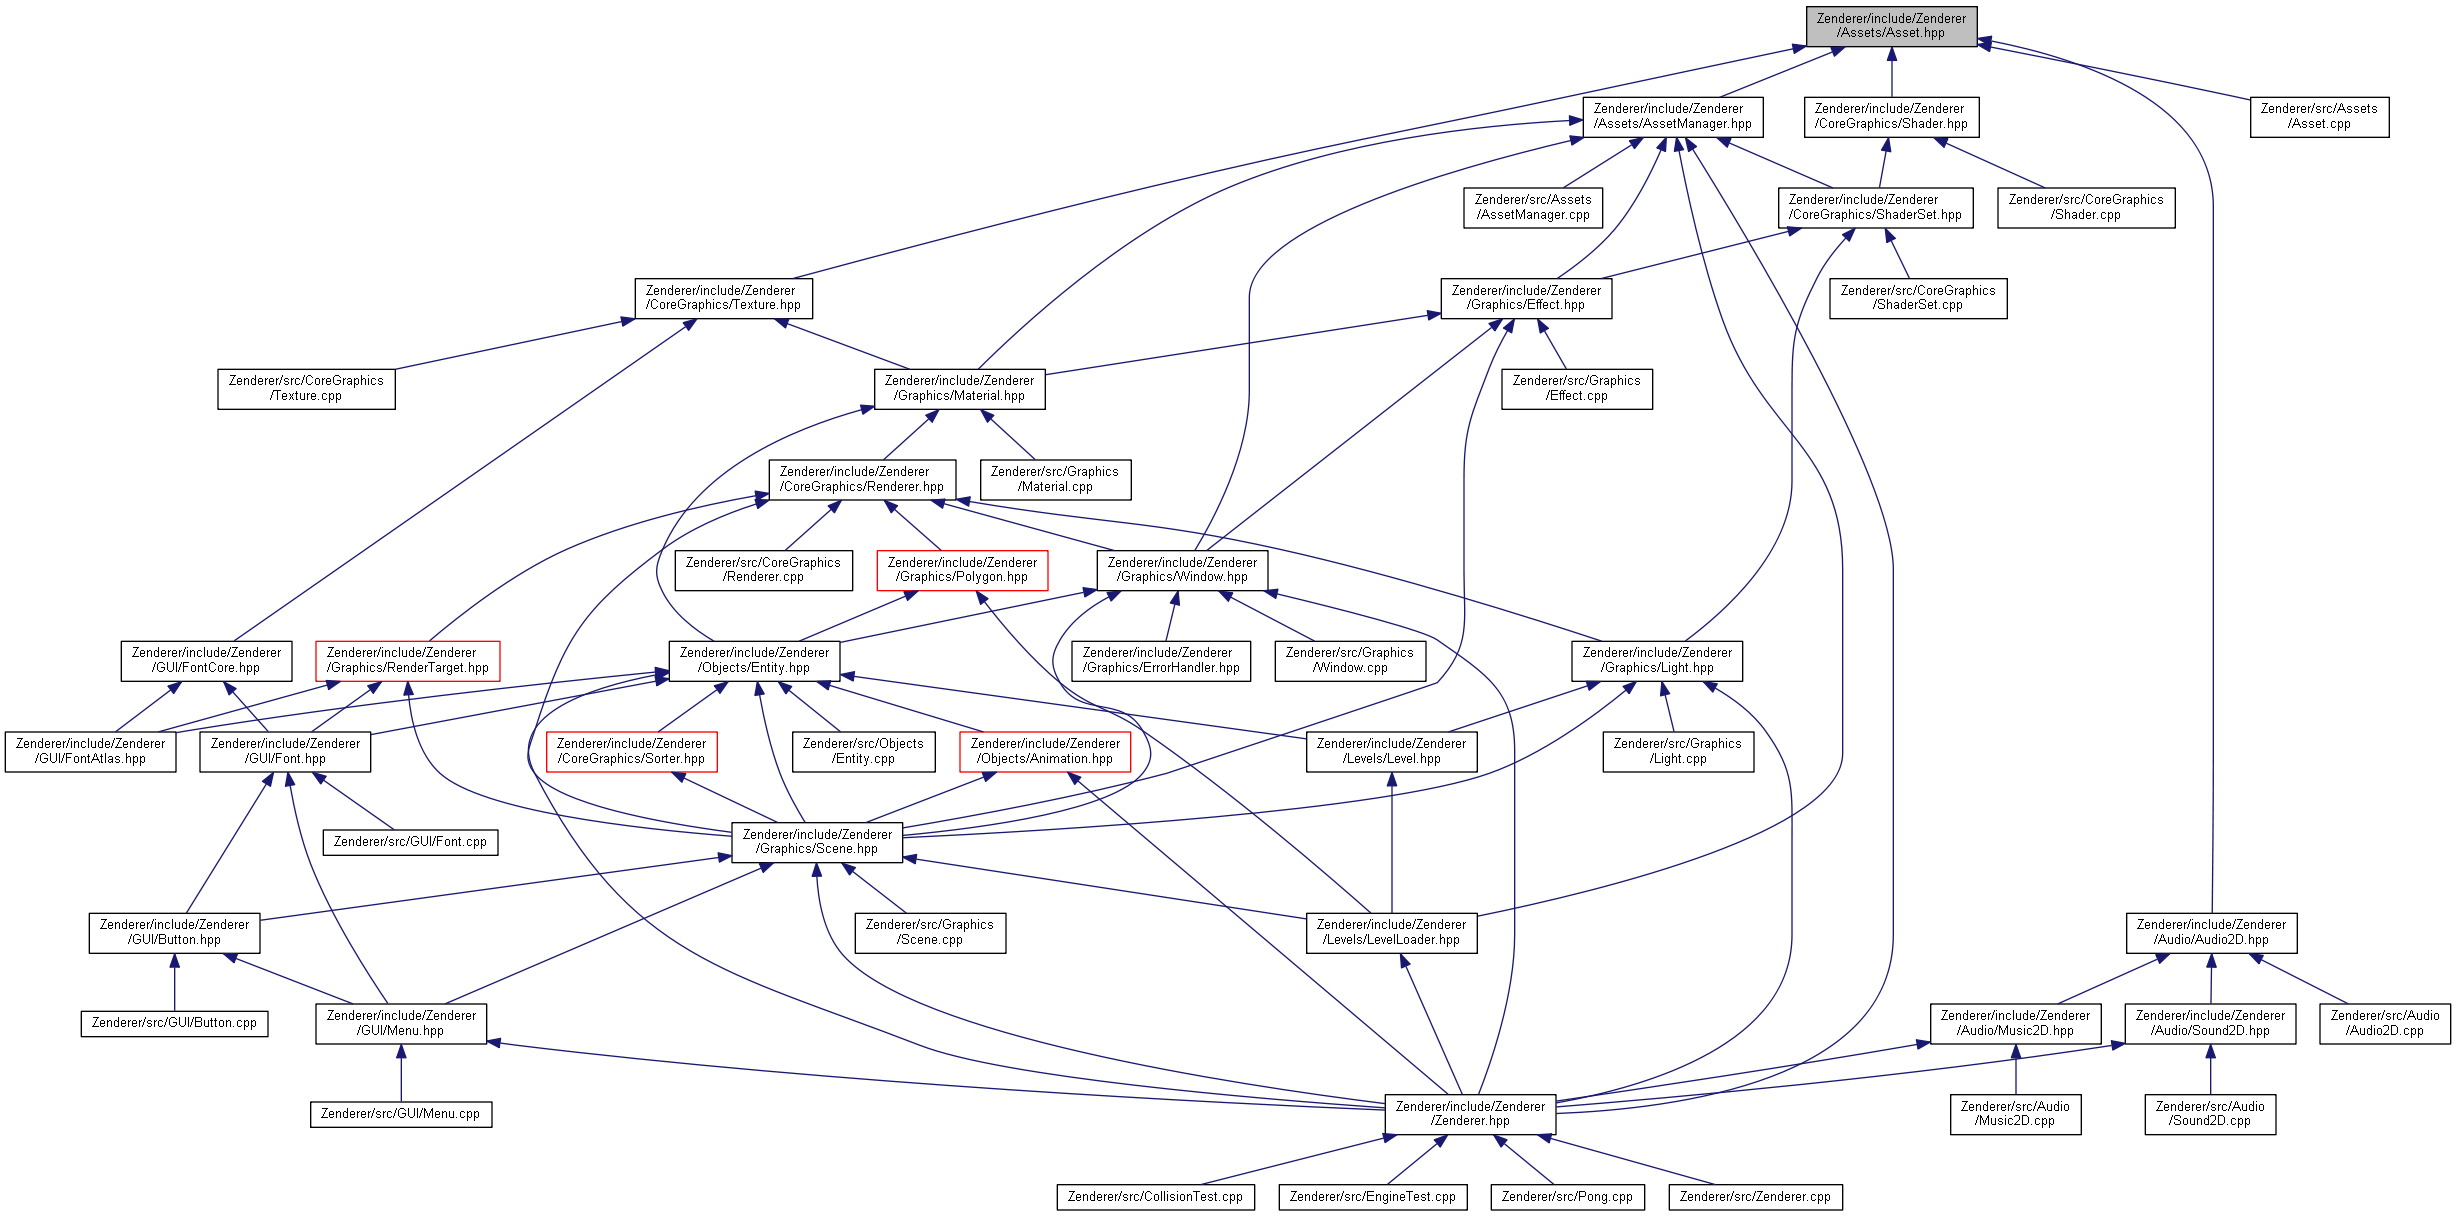 Zenderer/include/Zenderer
/Assets/Asset.hpp
Zenderer/include/Zenderer
/Assets/AssetManager.hpp
Zenderer/include/Zenderer
/CoreGraphics/Shader.hpp
Zenderer/src/Assets
/Asset.cpp
Zenderer/src/Assets
/AssetManager.cpp
Zenderer/include/Zenderer
/CoreGraphics/ShaderSet.hpp
Zenderer/src/CoreGraphics
/Shader.cpp
Zenderer/include/Zenderer
/CoreGraphics/Texture.hpp
Zenderer/include/Zenderer
/Graphics/Effect.hpp
Zenderer/src/CoreGraphics
/ShaderSet.cpp
Zenderer/src/CoreGraphics
/Texture.cpp
Zenderer/include/Zenderer
/Graphics/Material.hpp
Zenderer/src/Graphics
/Effect.cpp
Zenderer/include/Zenderer
/CoreGraphics/Renderer.hpp
Zenderer/src/Graphics
/Material.cpp
Zenderer/src/CoreGraphics
/Renderer.cpp
Zenderer/include/Zenderer
/Graphics/Polygon.hpp
Zenderer/include/Zenderer
/Graphics/Window.hpp
Zenderer/include/Zenderer
/GUI/FontCore.hpp
Zenderer/include/Zenderer
/Graphics/RenderTarget.hpp
Zenderer/include/Zenderer
/Objects/Entity.hpp
Zenderer/include/Zenderer
/Graphics/ErrorHandler.hpp
Zenderer/src/Graphics
/Window.cpp
Zenderer/include/Zenderer
/Graphics/Light.hpp
Zenderer/include/Zenderer
/GUI/FontAtlas.hpp
Zenderer/include/Zenderer
/GUI/Font.hpp
Zenderer/include/Zenderer
/CoreGraphics/Sorter.hpp
Zenderer/src/Objects
/Entity.cpp
Zenderer/include/Zenderer
/Objects/Animation.hpp
Zenderer/include/Zenderer
/Levels/Level.hpp
Zenderer/src/Graphics
/Light.cpp
Zenderer/src/GUI/Font.cpp
Zenderer/include/Zenderer
/Graphics/Scene.hpp
Zenderer/include/Zenderer
/GUI/Button.hpp
Zenderer/src/Graphics
/Scene.cpp
Zenderer/include/Zenderer
/Levels/LevelLoader.hpp
Zenderer/include/Zenderer
/Audio/Audio2D.hpp
Zenderer/src/GUI/Button.cpp
Zenderer/include/Zenderer
/GUI/Menu.hpp
Zenderer/include/Zenderer
/Audio/Music2D.hpp
Zenderer/include/Zenderer
/Audio/Sound2D.hpp
Zenderer/src/Audio
/Audio2D.cpp
Zenderer/src/GUI/Menu.cpp
Zenderer/include/Zenderer
/Zenderer.hpp
Zenderer/src/Audio
/Music2D.cpp
Zenderer/src/Audio
/Sound2D.cpp
Zenderer/src/CollisionTest.cpp
Zenderer/src/EngineTest.cpp
Zenderer/src/Pong.cpp
Zenderer/src/Zenderer.cpp